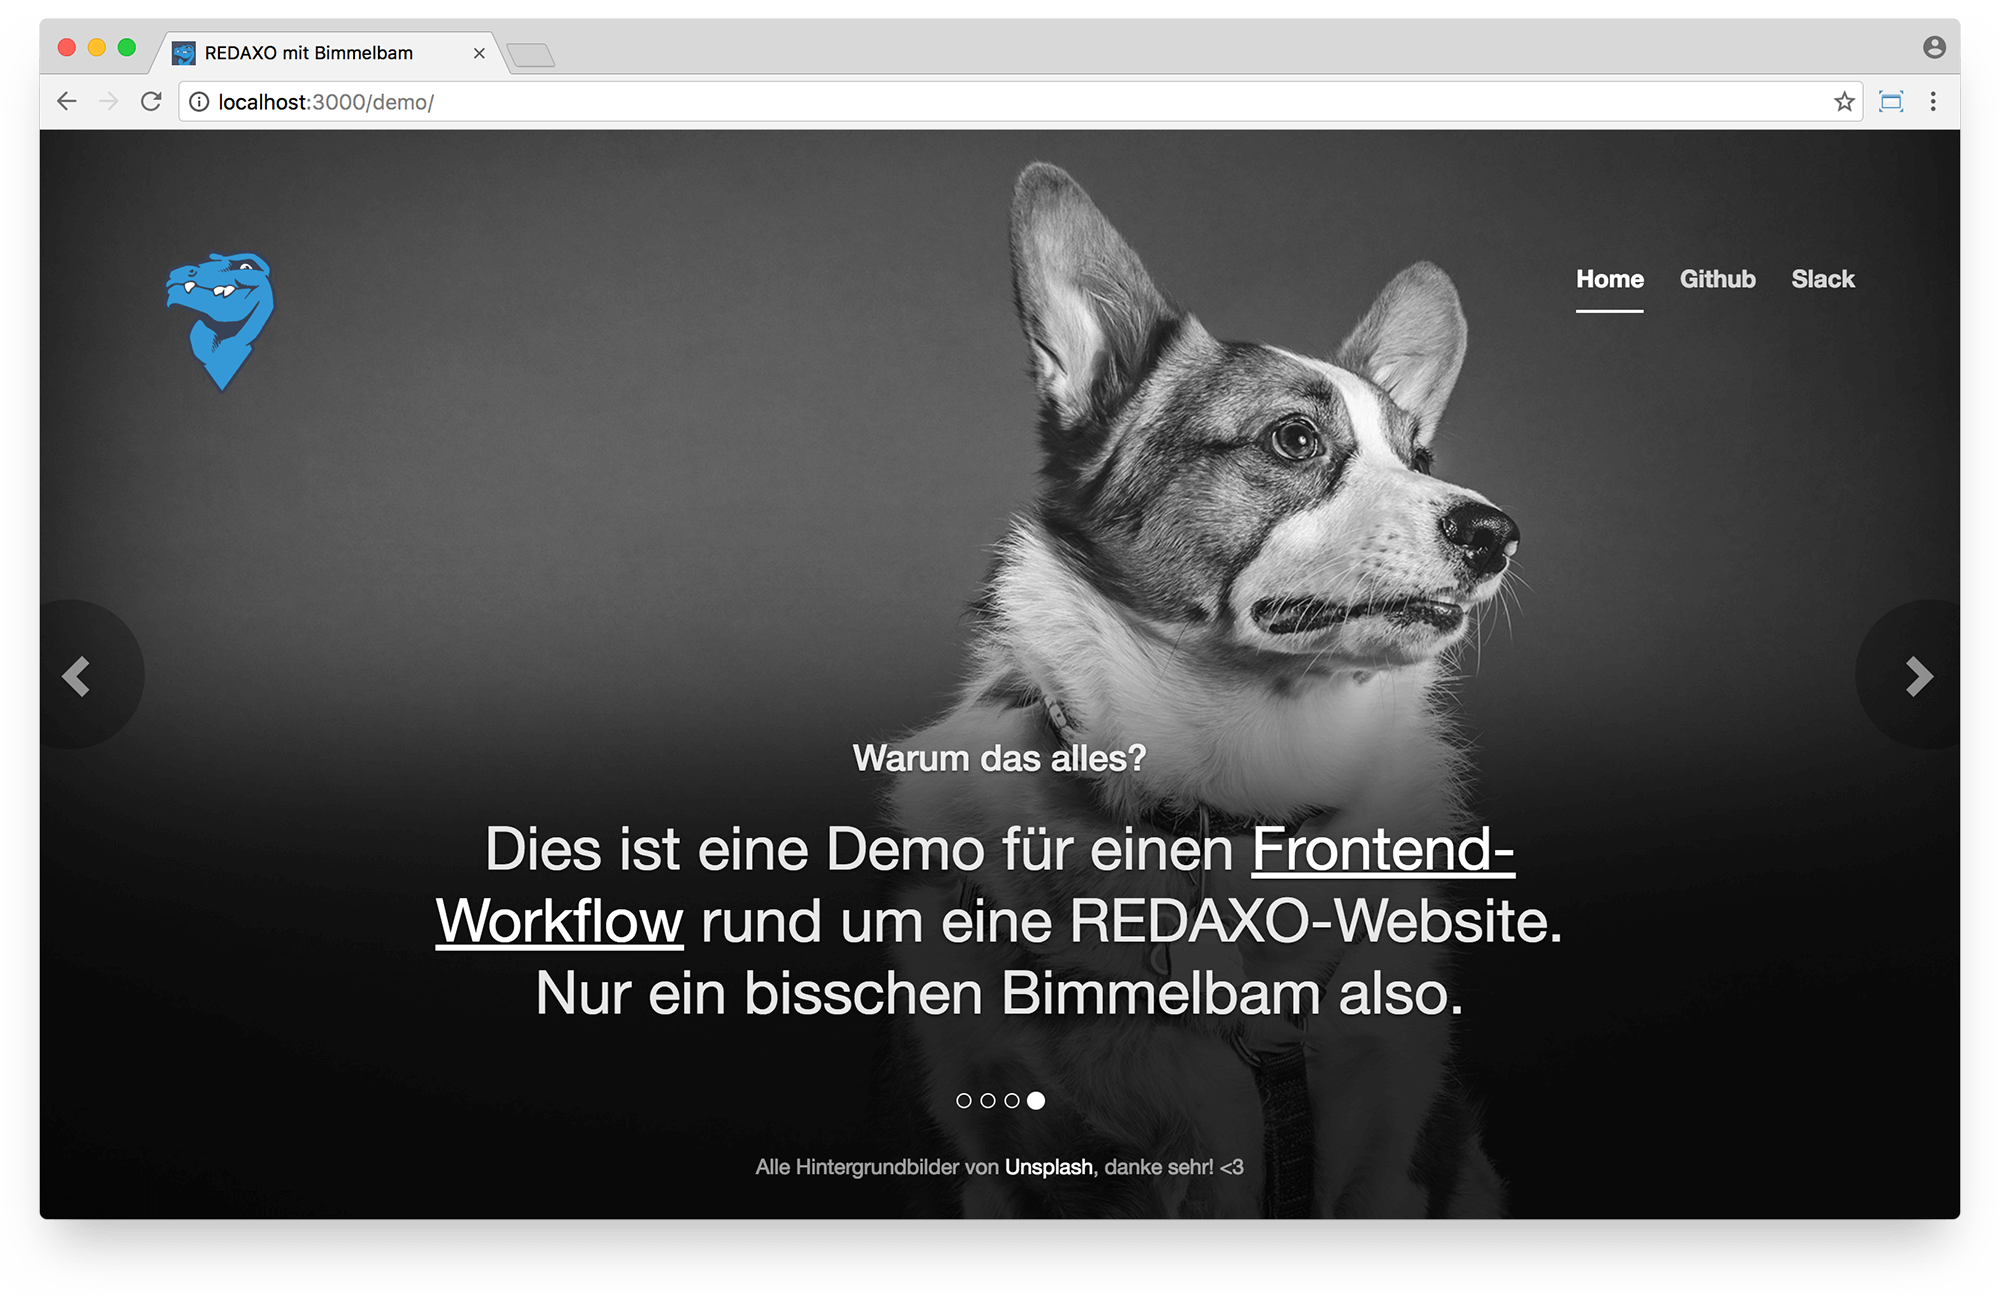 REDAXO mit Bimmelbam
localhost:3000/demo/
Home Github Slack
Warum das alles?
Dies ist eine Demo für einen Frontend-
Workflow rund um eine REDAXO-Website.
Nur ein bisschen Bimmelbam also.
Alle Hintergrundbilder von Unsplash, danke sehr! <3